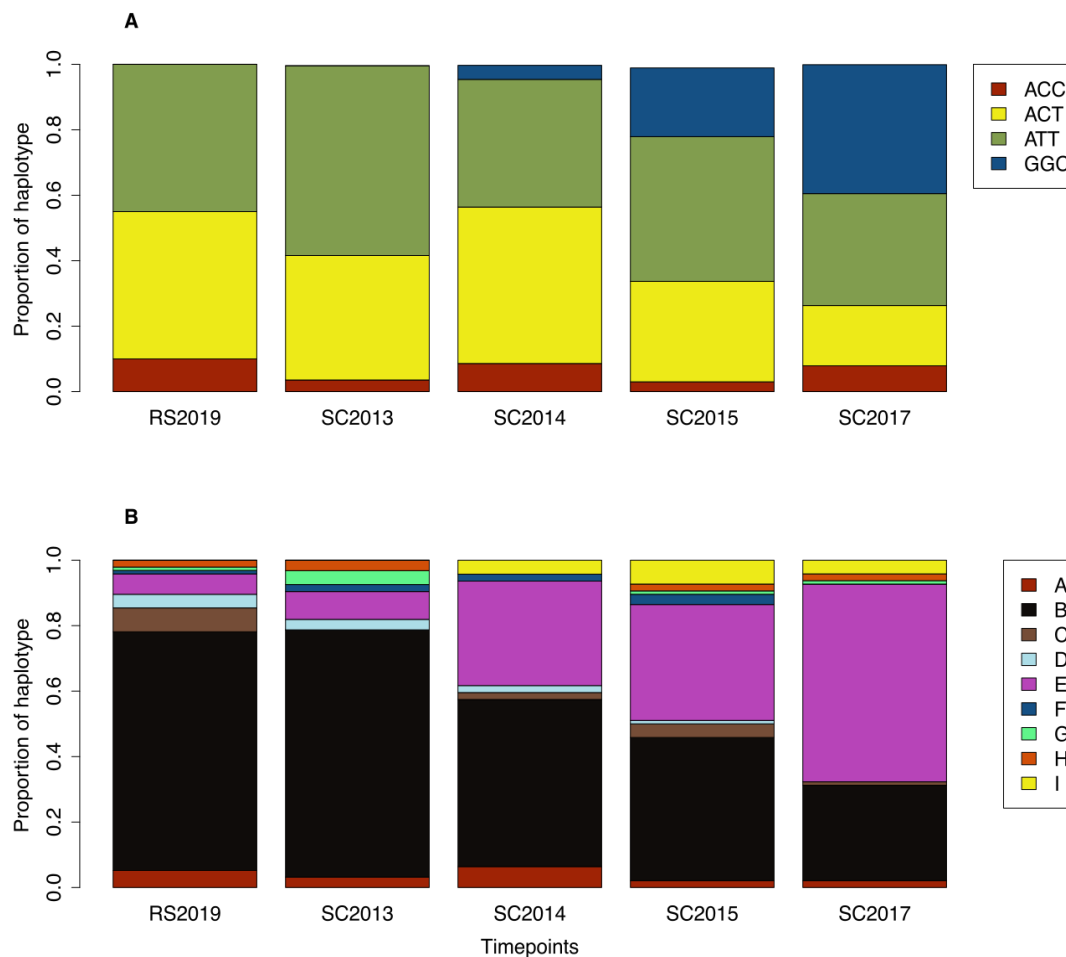 A
Proportion of haplotype
0.0 0.2 0.4 0.6 0.8 1.0
RS2019 SC2013 SC2014 SC2015 SC2017
ACC
ACT
ATT
GGC
B
Proportion of haplotype
0.0 0.2 0.4 0.6 0.8 1.0
RS2019 SC2013 SC2014 SC2015 SC2017
Timepoints
A
B
C
D
E
F
G
H
I